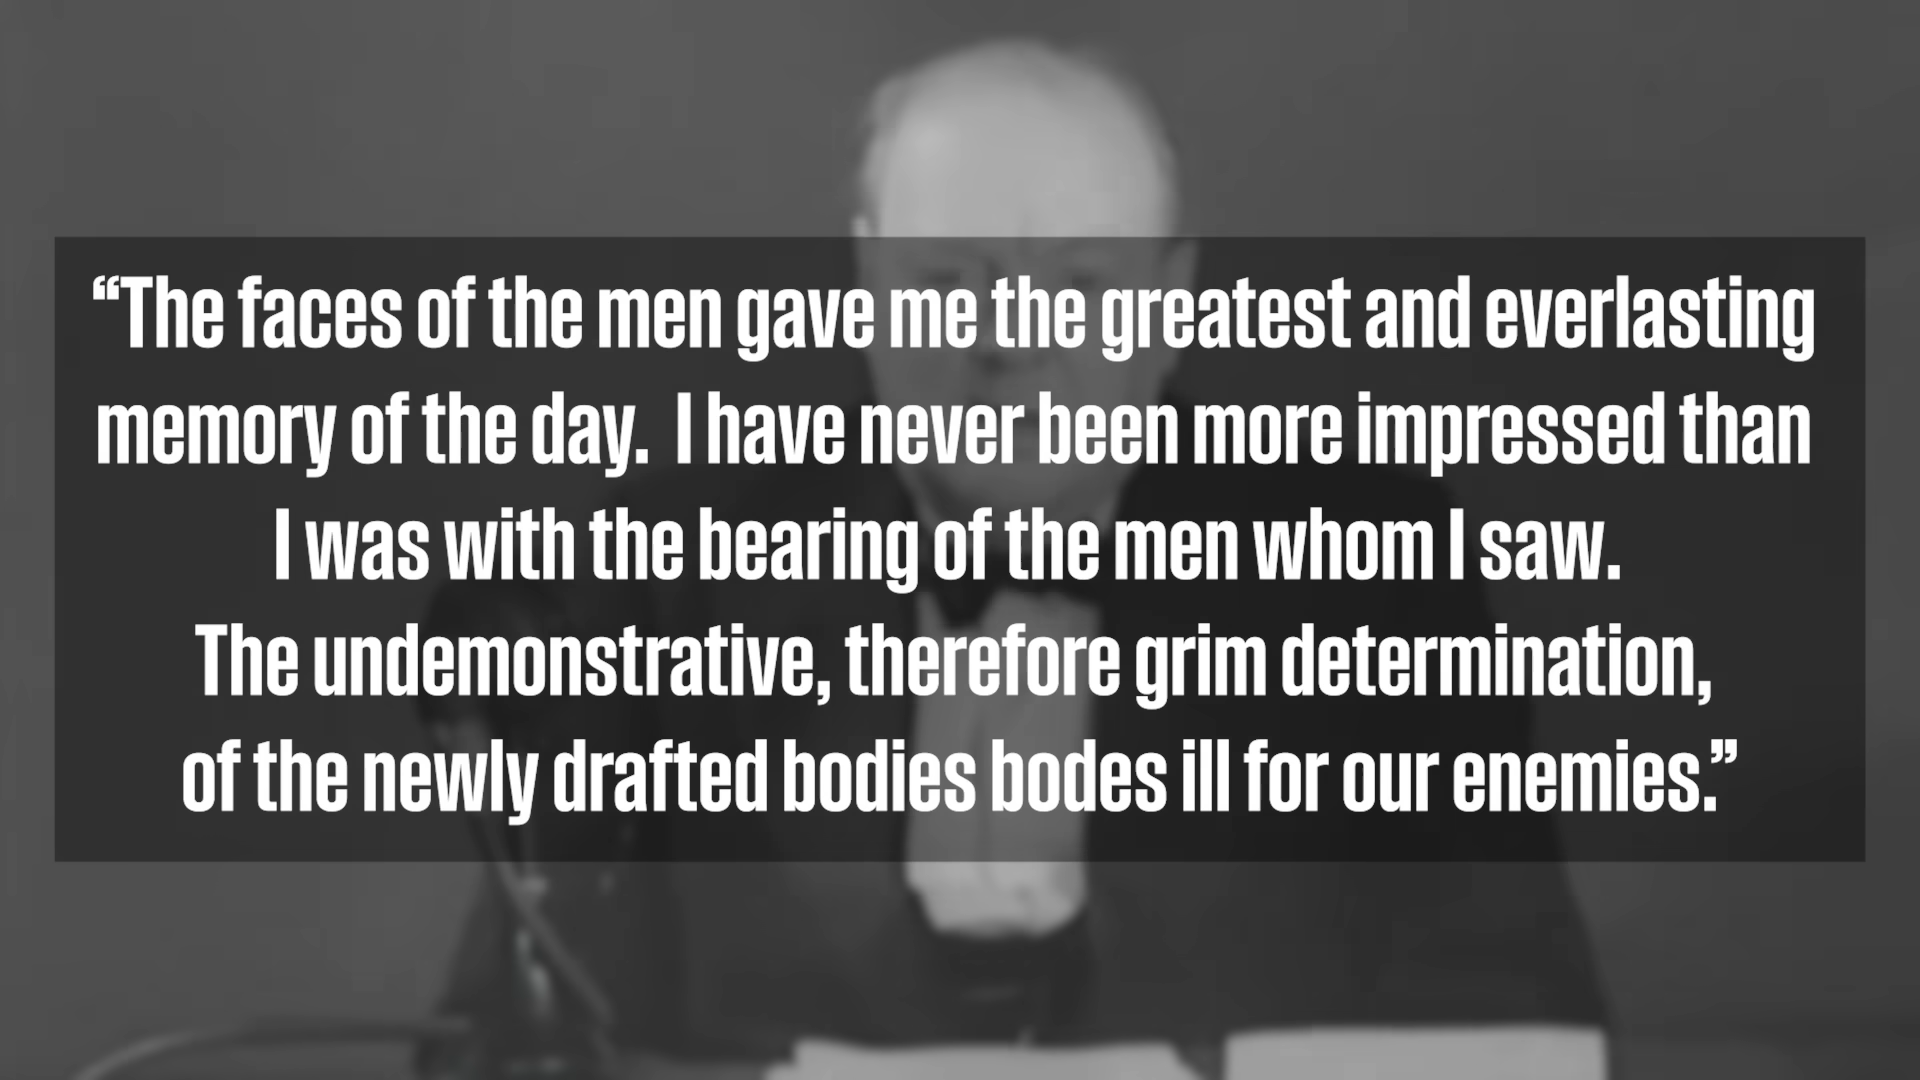 “The faces of the men gave me the greatest and everlasting
memory of the day.  I have never been more impressed than
I was with the bearing of the men whom I saw.
The undemonstrative, therefore grim determination,
of the newly drafted bodies bodes ill for our enemies.”